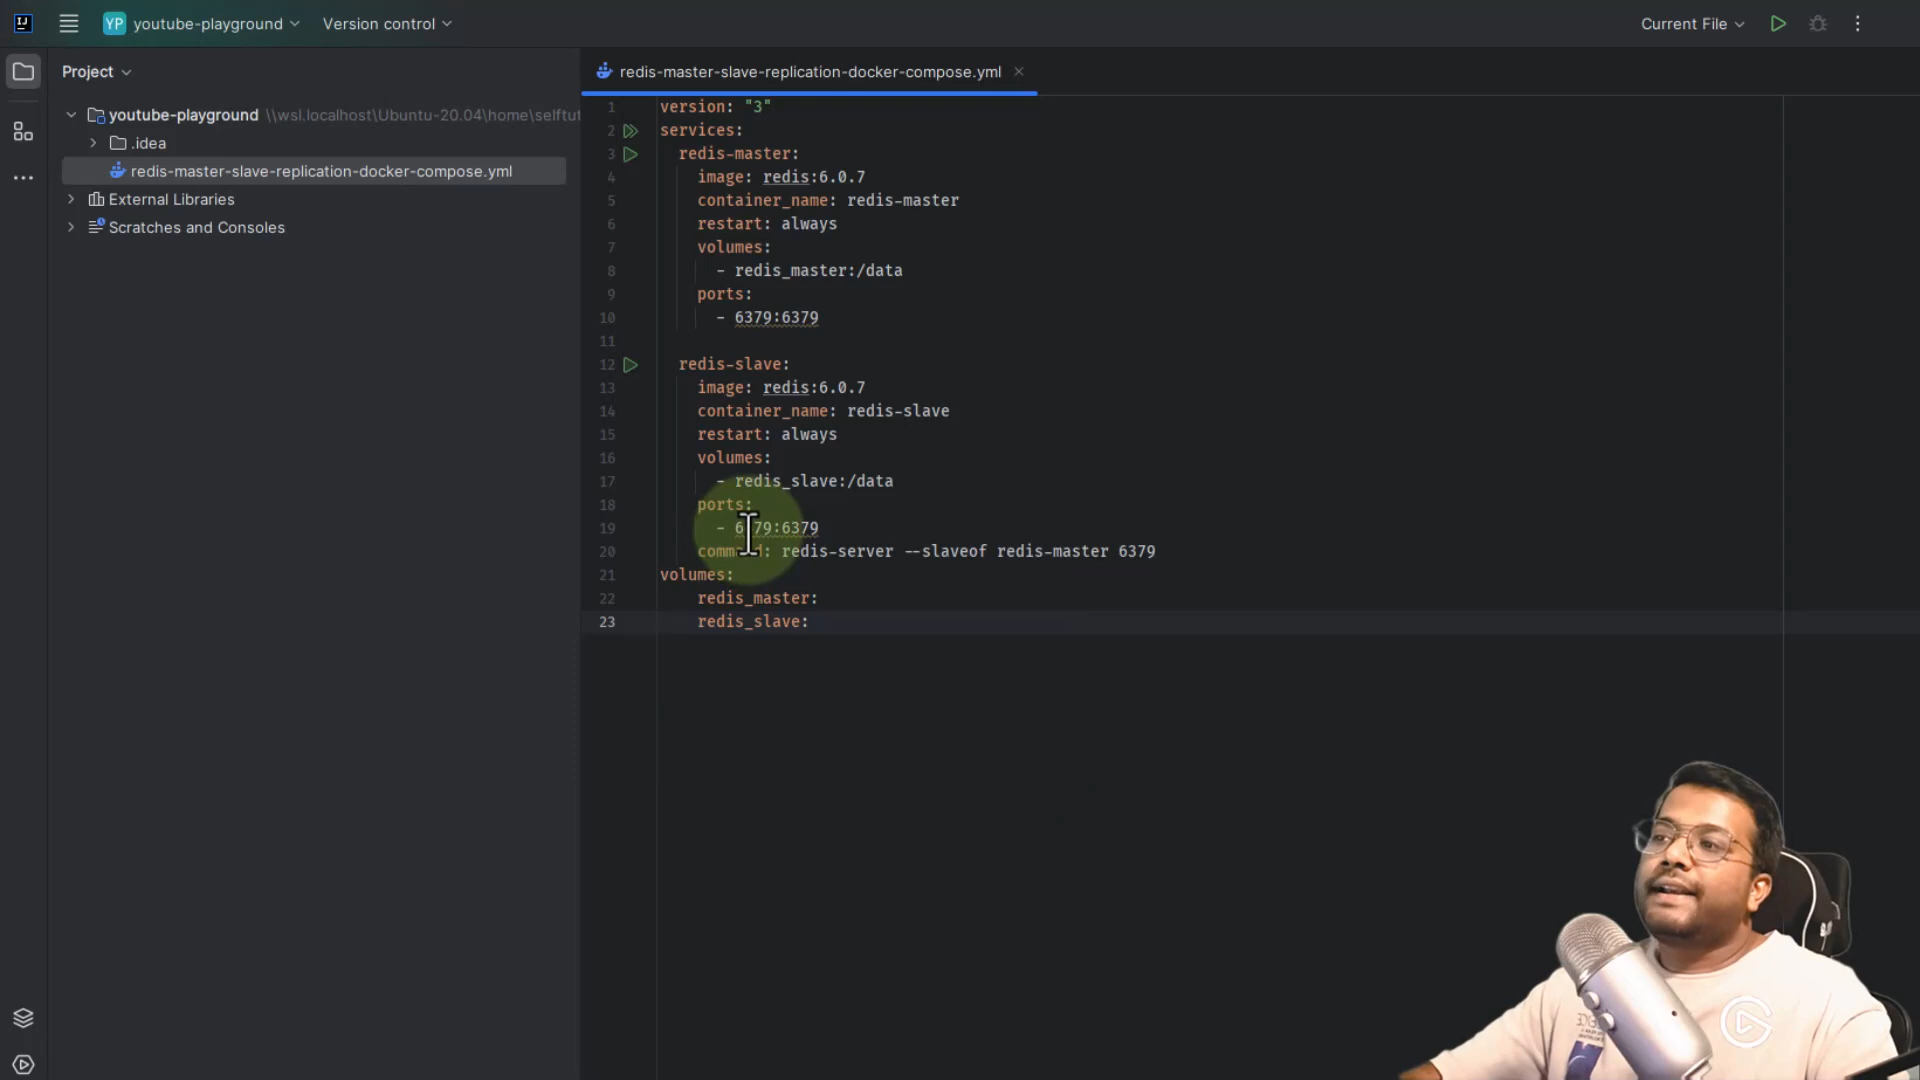 YP youtube-playground
Version control
Current File
Project
redis-master-slave-replication-docker-compose.yml
youtube-playground \\wsl.localhost\Ubuntu-20.04\home\selftut
.idea
redis-master-slave-replication-docker-compose.yml
External Libraries
Scratches and Consoles
1 version: "3"
2 services:
3 redis-master:
4 image: redis:6.0.7
5 container_name: redis-master
6 restart: always
7 volumes:
8 - redis_master:/data
9 ports:
10 - 6379:6379
11
12 redis-slave:
13 image: redis:6.0.7
14 container_name: redis-slave
15 restart: always
16 volumes:
17 - redis_slave:/data
18 ports:
19 - :6379
20 redis-server --slaveof redis-master 6379
21 volumes:
22 redis_master:
23 redis_slave: